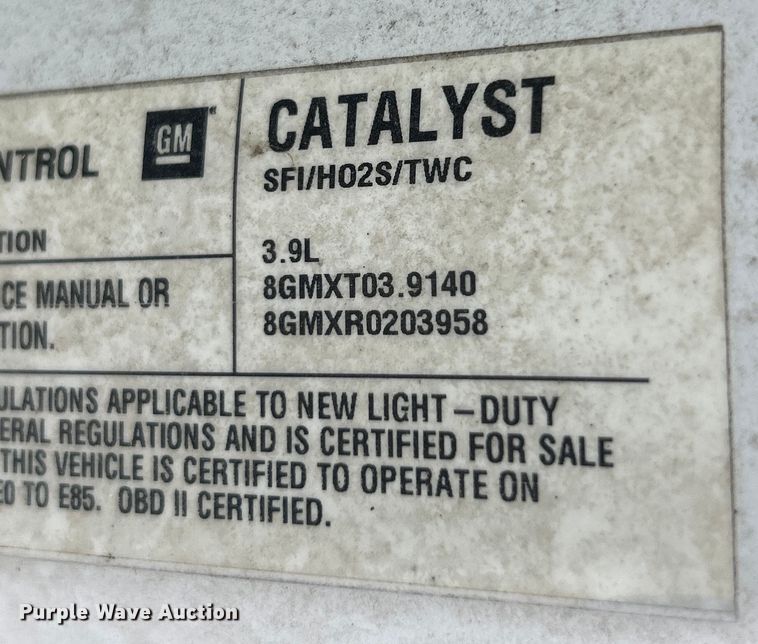 NTROL
GM
TION
CE MANUAL OR
TION.
CATALYST
SFI/HO2S/TWC
3.9L
8GMXT03.9140
8GMXR0203958
ULATIONS APPLICABLE TO NEW LIGHT-DUTY
ERAL REGULATIONS AND IS CERTIFIED FOR SALE
THIS VEHICLE IS CERTIFIED TO OPERATE ON
E0 TO E85. OBD II CERTIFIED.
Purple Wave Auction